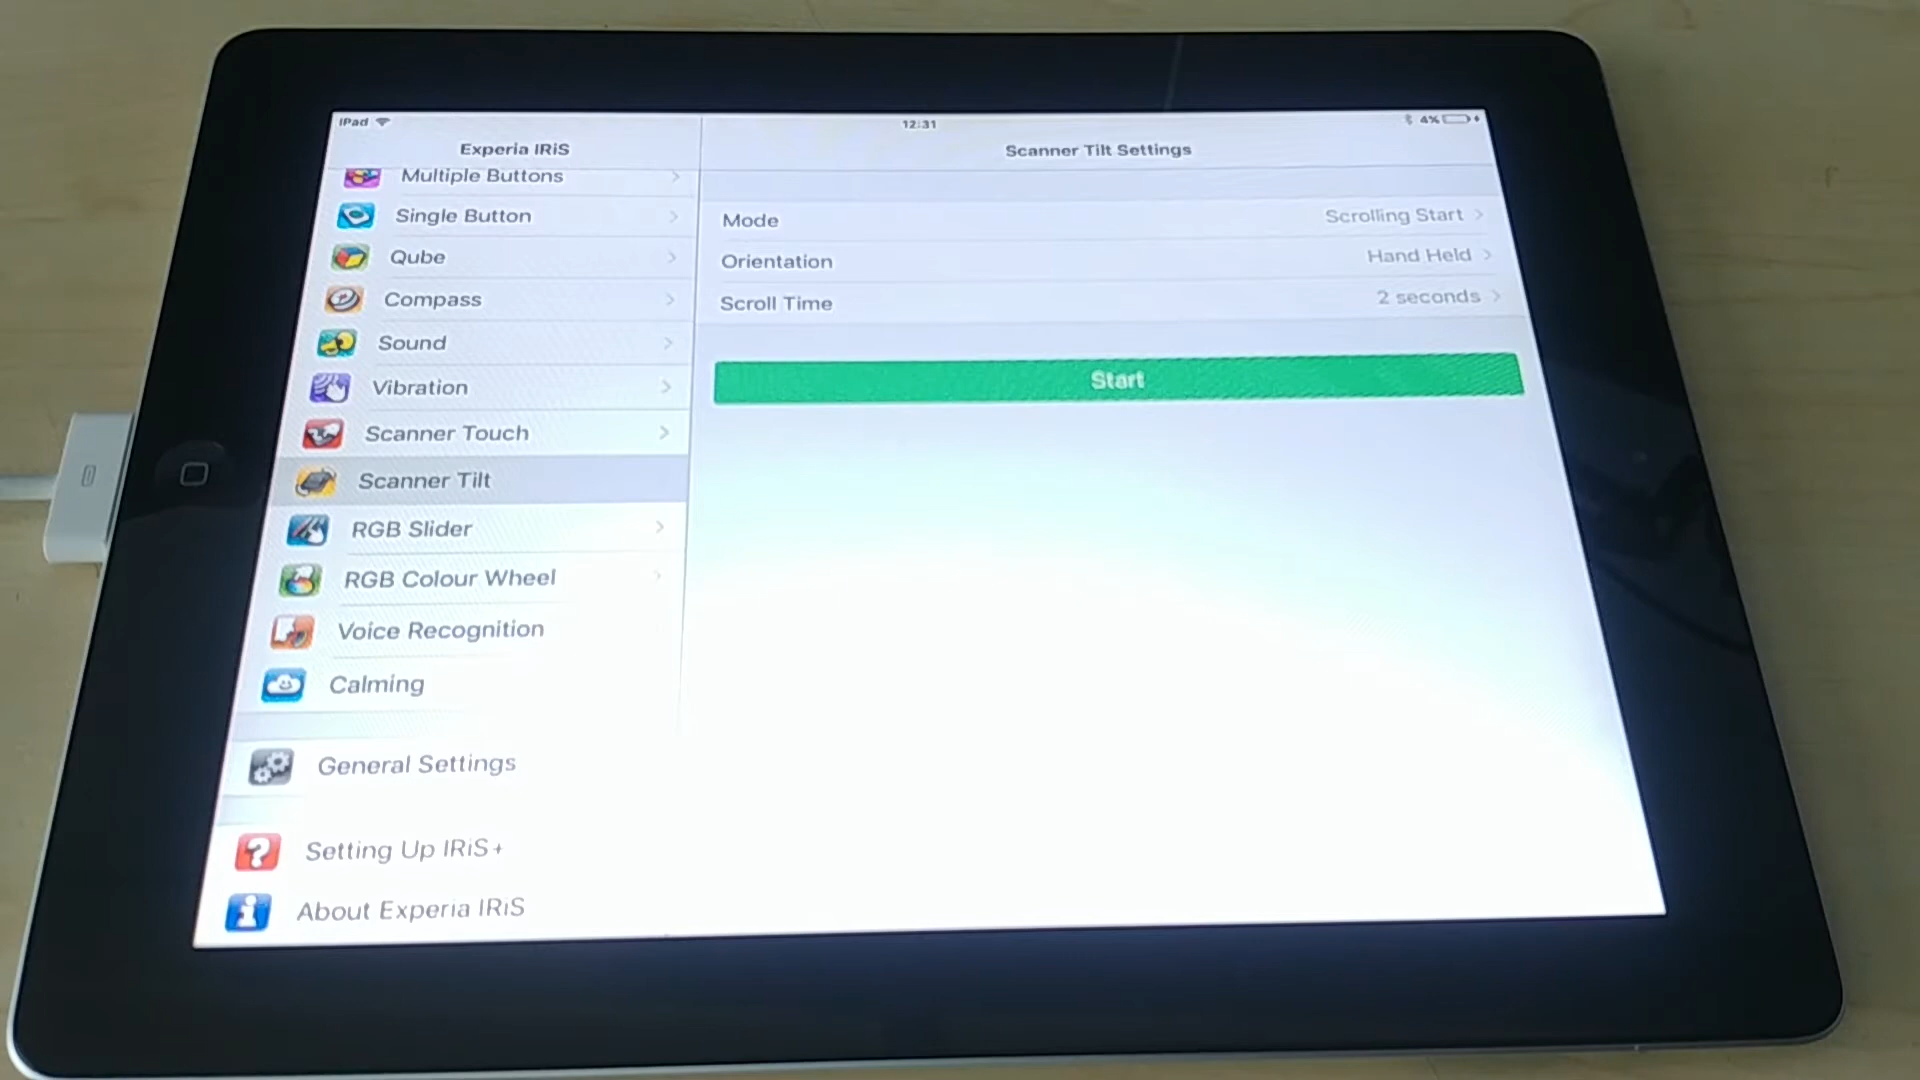 iPad
12:31
4%
Experia IRiS
Multiple Buttons
Single Button
Qube
Compass
Sound
Vibration
Scanner Touch
Scanner Tilt
RGB Slider
RGB Colour Wheel
Voice Recognition
Calming
General Settings
Setting Up IRiS+
About Experia IRiS
Scanner Tilt Settings
Mode Scrolling Start
Orientation Hand Held
Scroll Time 2 seconds
Start